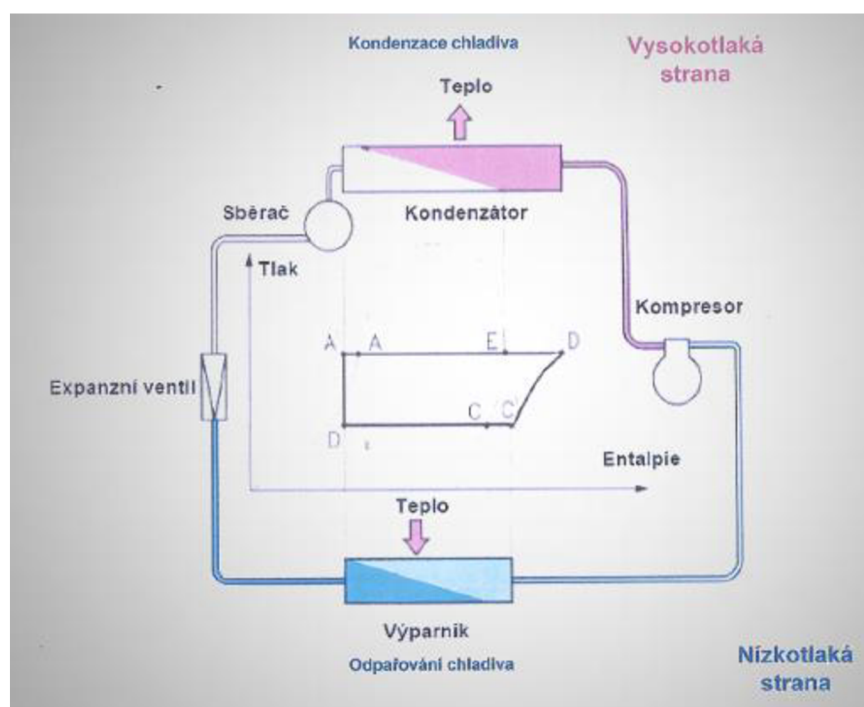 Kondenzace chladiva
Vysokotlaká
strana
Teplo
Sběrač
Kondenzátor
Tlak
Kompresor
A A E D
Expanzní ventil
C C
D
Entalpie
Teplo
Výparník
Odpařování chladiva
Nízkotlaká
strana